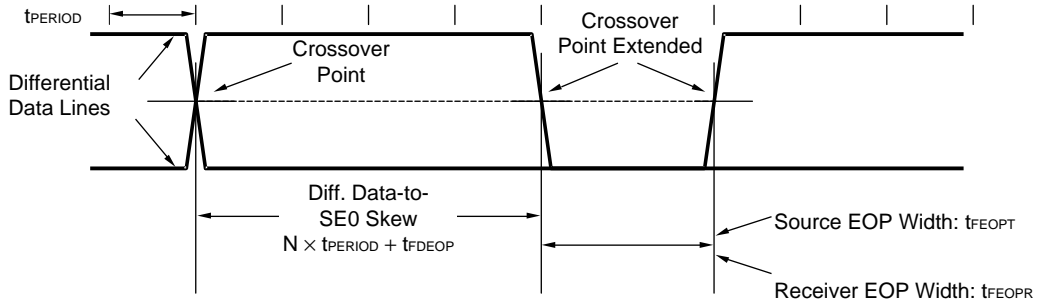 tPERIOD
Crossover
Point
Crossover
Point Extended
Differential
Data Lines
Diff. Data-to-
SE0 Skew
N × tPERIOD + tFDEOP
Source EOP Width: tFEOPT
Receiver EOP Width: tFEOPR